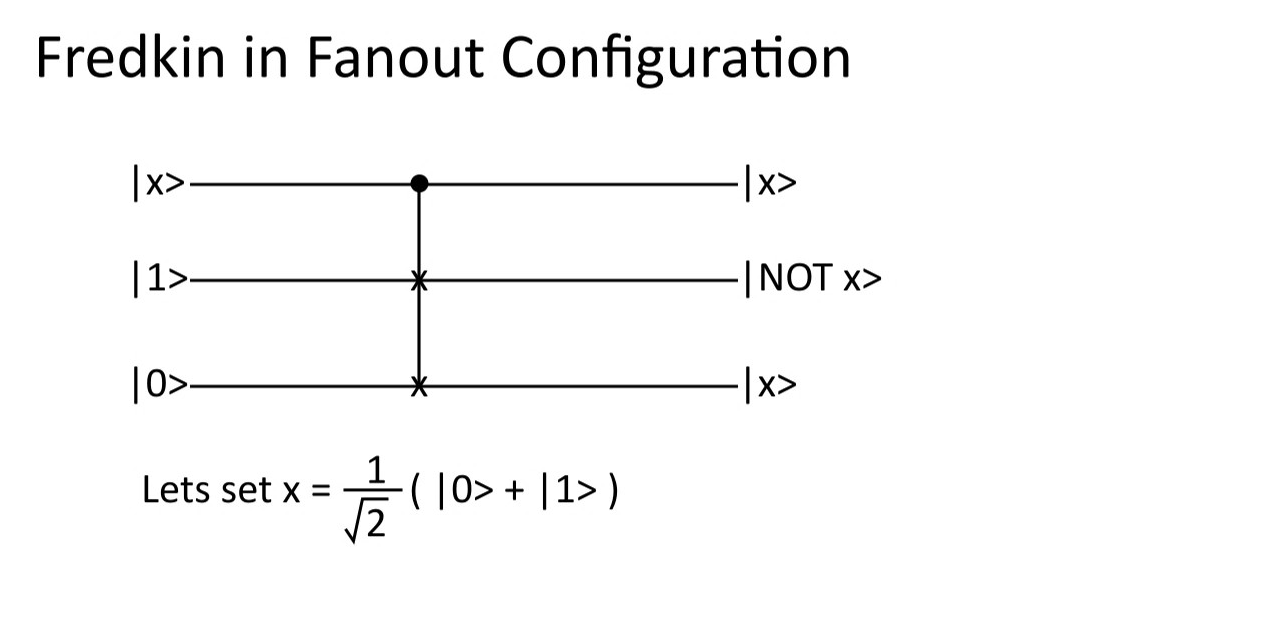 Fredkin in Fanout Configuration
|x> |x>
|1> |NOT x>
|0> |x>
Lets set x = 1/√2 ( |0> + |1> )